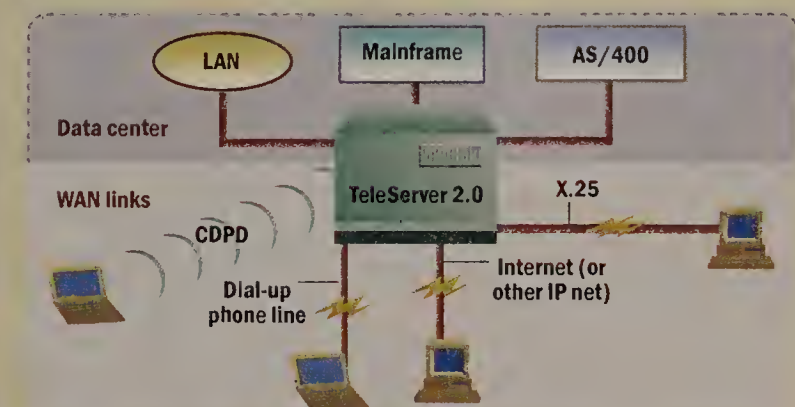 LAN
Mainframe
AS/400
Data center
TeleServer 2.0
WAN links
X.25
CDPD
Internet (or
other IP net)
Dial-up
phone line